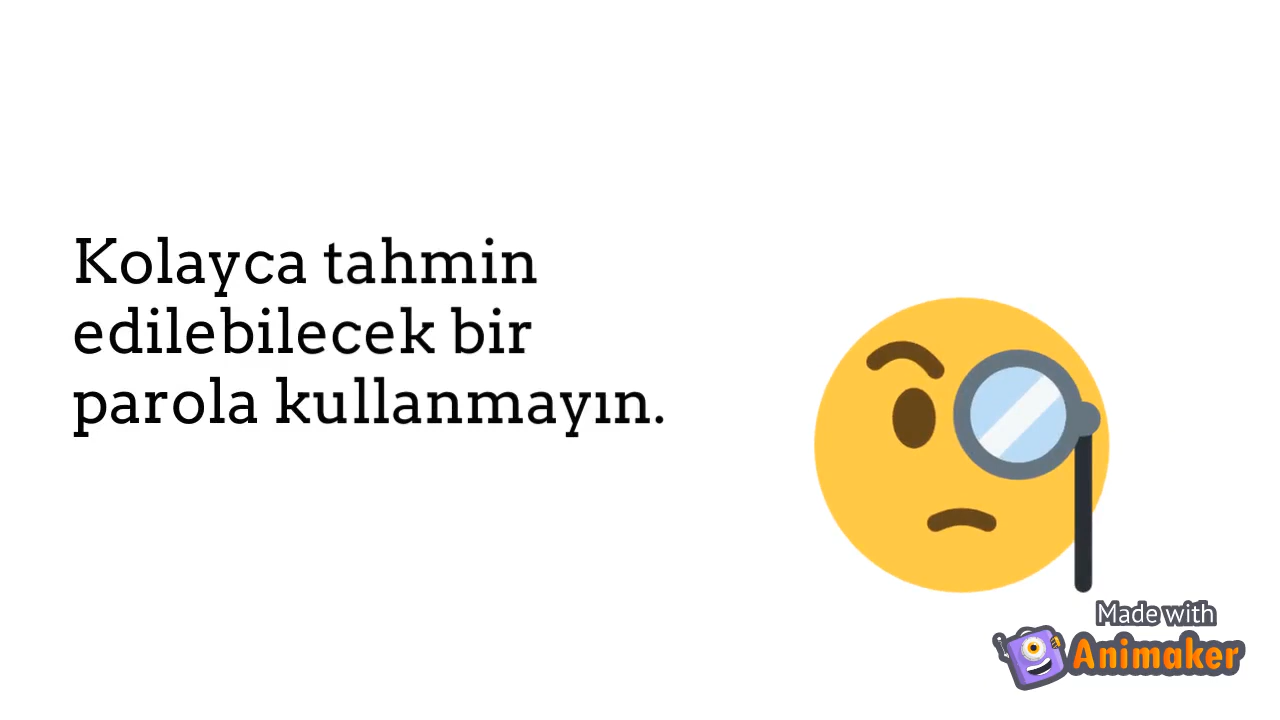 Kolayca tahmin
edilebilecek bir
parola kullanmayın.
Made with
Animaker